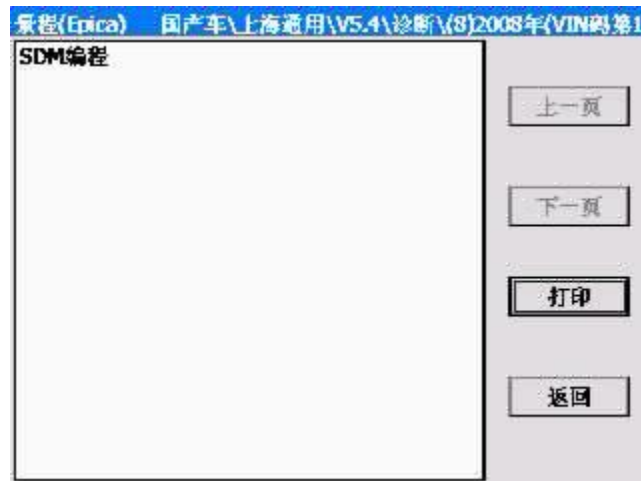 景程(Epica) 国产车\上海通用\V5.4\诊断\(8)2008年(VIN码第1
SDM编程
上一页
下一页
打印
返回